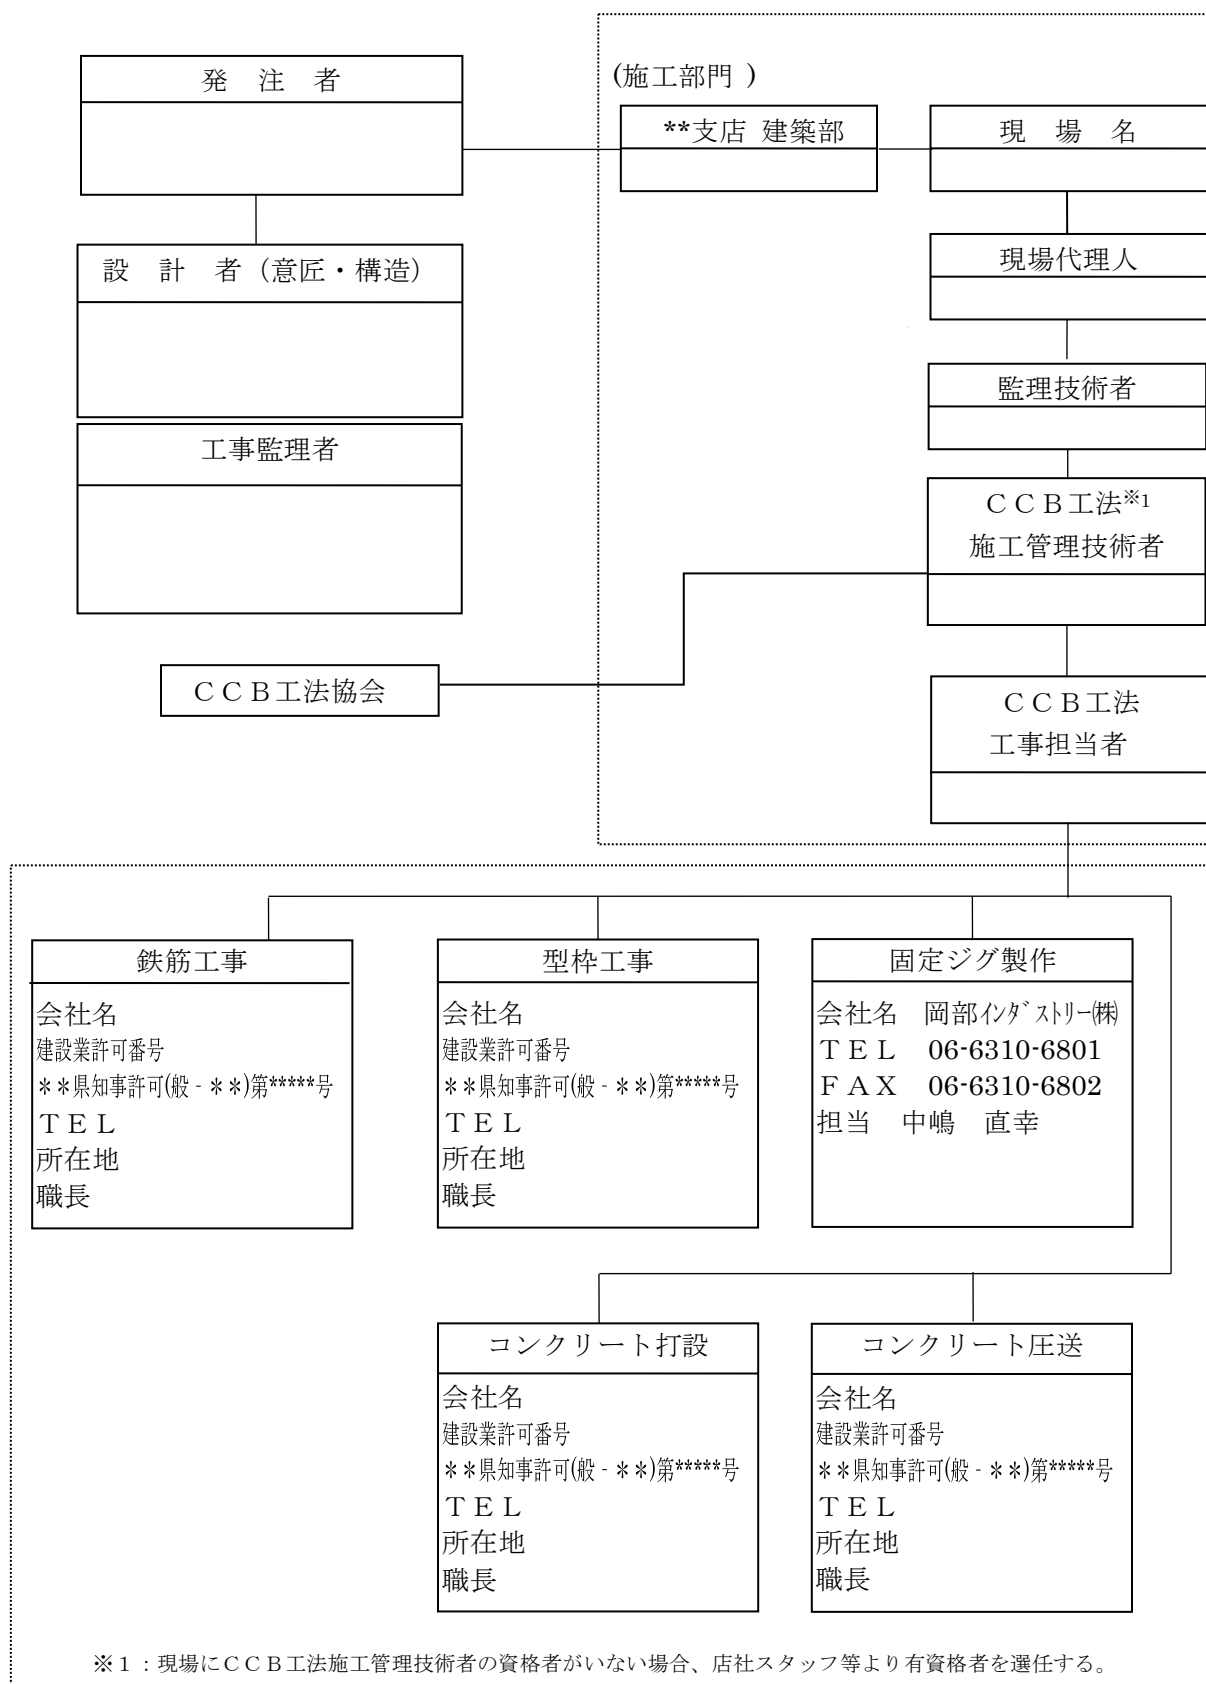 発　注　者
(施工部門 )
**支店 建築部
現　場　名
設　計　者（意匠・構造）
現場代理人
監理技術者
工事監理者
ＣＣＢ工法※1
施工管理技術者
ＣＣＢ工法協会
ＣＣＢ工法
工事担当者
鉄筋工事
会社名
建設業許可番号
＊＊県知事許可(般‐＊＊)第*****号
ＴＥＬ
所在地
職長
型枠工事
会社名
建設業許可番号
＊＊県知事許可(般‐＊＊)第*****号
ＴＥＬ
所在地
職長
固定ジグ製作
会社名　岡部ｲﾝﾀﾞｽﾄﾘｰ㈱
ＴＥＬ　06-6310-6801
ＦＡＸ　06-6310-6802
担当　中嶋　直幸
コンクリート打設
会社名
建設業許可番号
＊＊県知事許可(般‐＊＊)第*****号
ＴＥＬ
所在地
職長
コンクリート圧送
会社名
建設業許可番号
＊＊県知事許可(般‐＊＊)第*****号
ＴＥＬ
所在地
職長
※１：現場にＣＣＢ工法施工管理技術者の資格者がいない場合、店社スタッフ等より有資格者を選任する。